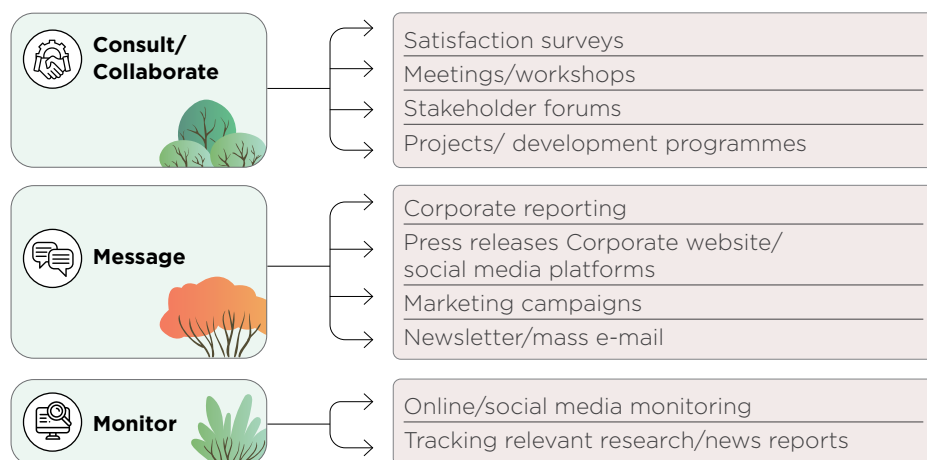 Consult/
Collaborate
Satisfaction surveys
Meetings/workshops
Stakeholder forums
Projects/ development programmes
Message
Corporate reporting
Press releases Corporate website/
social media platforms
Marketing campaigns
Newsletter/mass e-mail
Monitor
Online/social media monitoring
Tracking relevant research/news reports